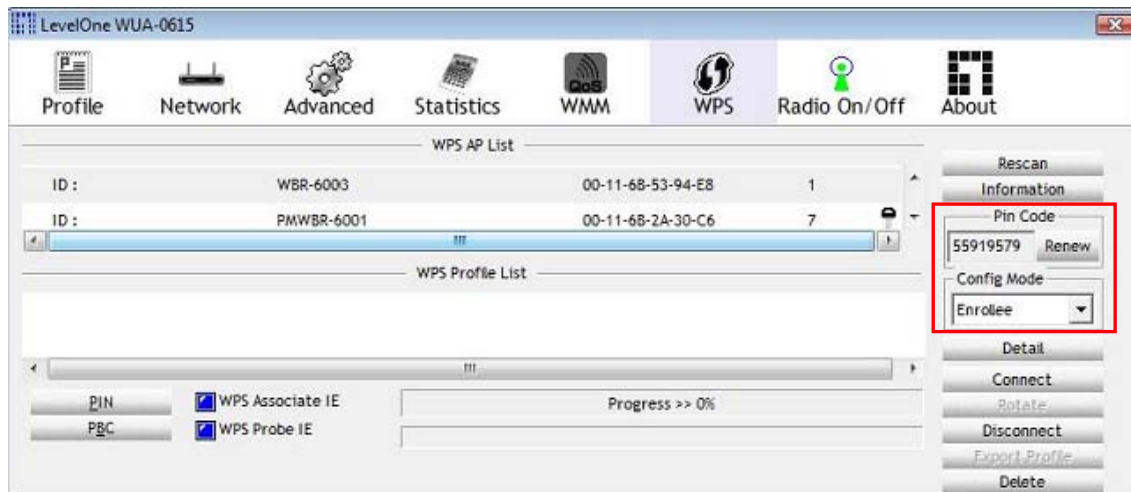 LevelOne WUA-0615
Profile Network Advanced Statistics WMM WPS Radio On/Off About
QoS
WPS AP List
ID : WBR-6003 00-11-6B-53-94-E8 1
ID : PMWBR-6001 00-11-6B-2A-30-C6 7
WPS Profile List
PIN WPS Associate IE Progress >> 0%
PBC WPS Probe IE
Rescan
Information
Pin Code
55919579 Renew
Config Mode
Enrollee
Detail
Connect
Rotate
Disconnect
Export Profile
Delete